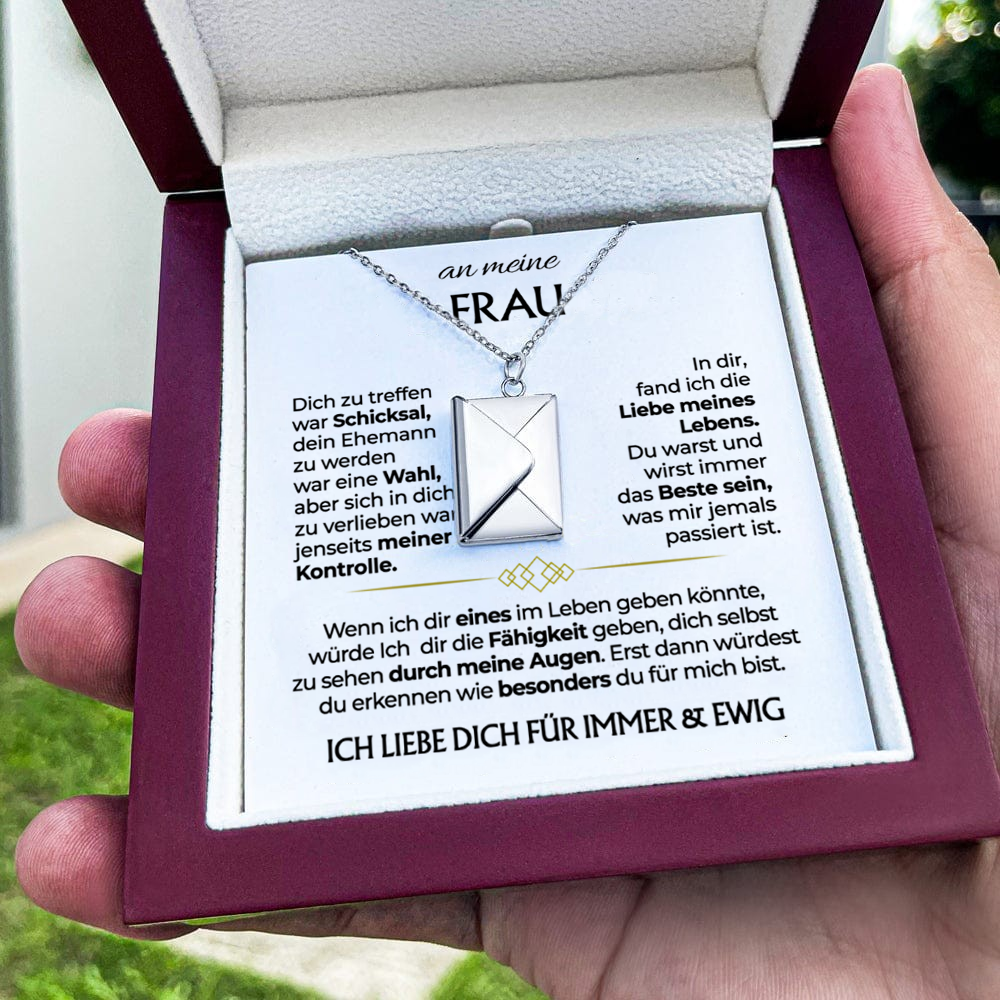 an meine
FRAU
Dich zu treffen
war Schicksal,
dein Ehemann
zu werden
war eine Wahl,
aber sich in dich
zu verlieben war
jenseits meiner
Kontrolle.
In dir,
fand ich die
Liebe meines
Lebens.
Du warst und
wirst immer
das Beste sein,
was mir jemals
passiert ist.
Wenn ich dir eines im Leben geben könnte,
würde Ich dir die Fähigkeit geben, dich selbst
zu sehen durch meine Augen. Erst dann würdest
du erkennen wie besonders du für mich bist.
ICH LIEBE DICH FÜR IMMER & EWIG